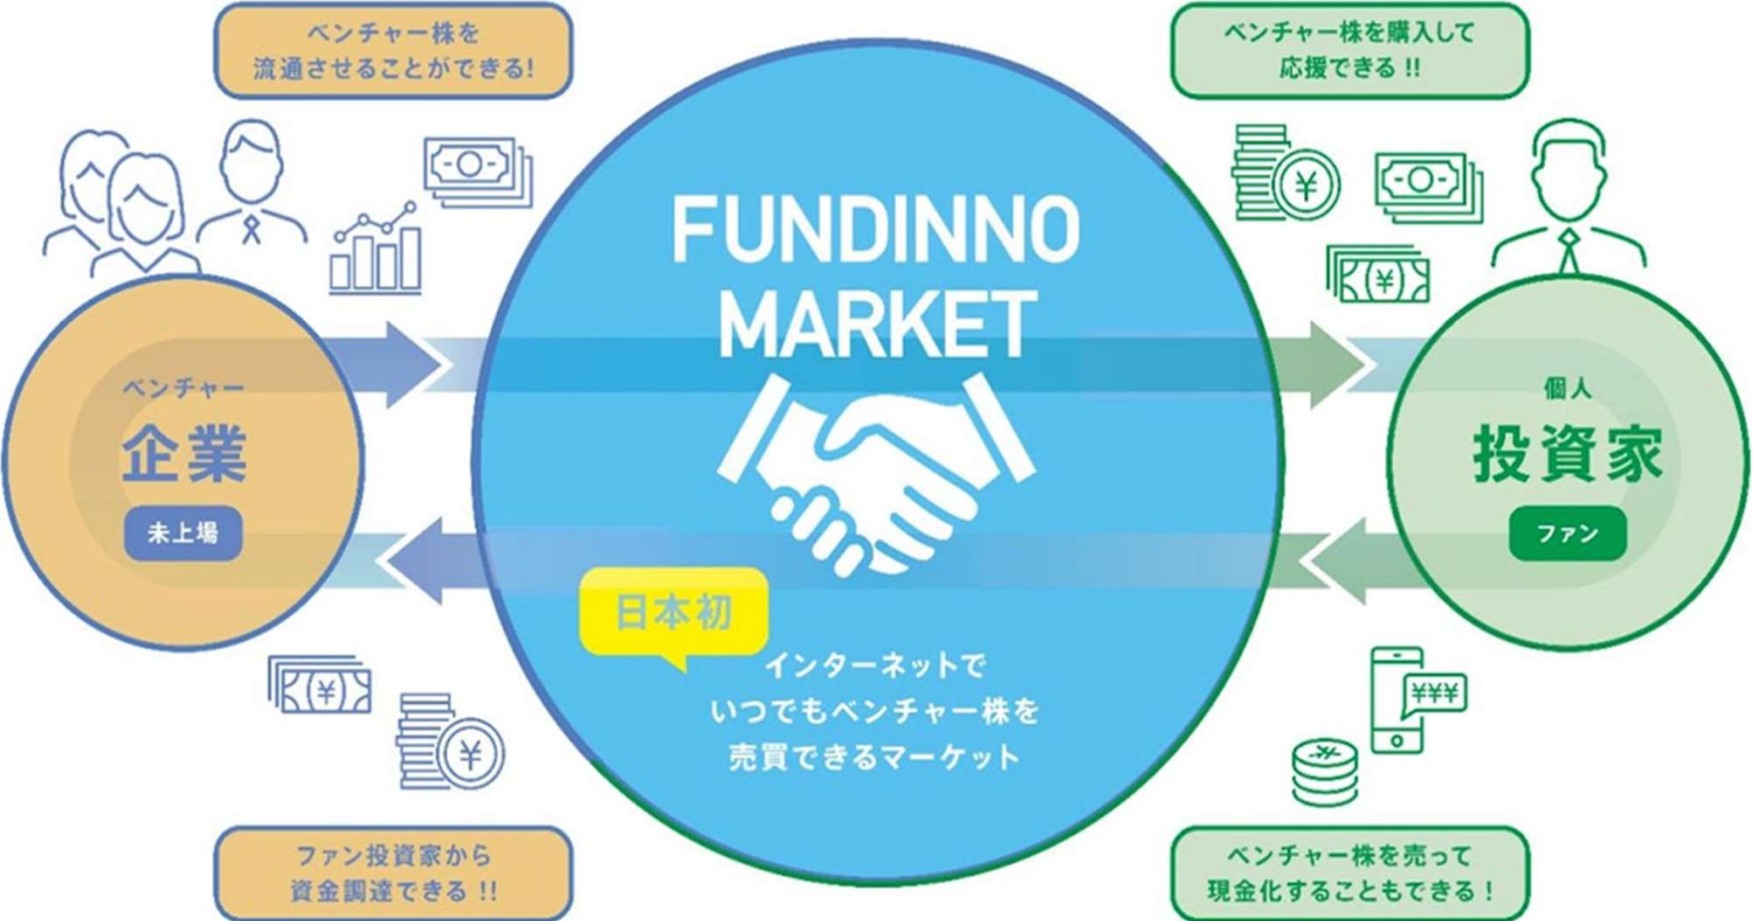 ベンチャー株を
流通させることができる!
ベンチャー株を購入して
応援できる !!
FUNDINNO
MARKET
ベンチャー
企業
未上場
個人
投資家
ファン
日本初
インターネットで
いつでもベンチャー株を
売買できるマーケット
¥
¥
¥
¥
¥¥¥
ファン投資家から
資金調達できる !!
ベンチャー株を売って
現金化することもできる!